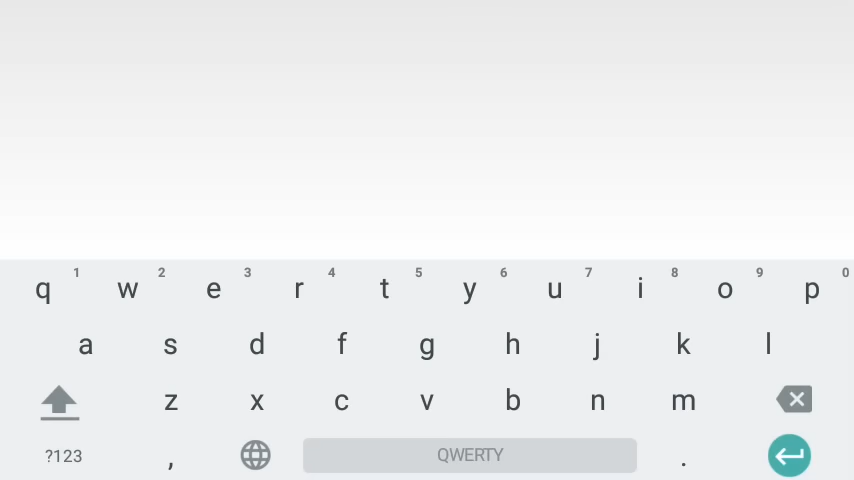 q 1 w 2 e 3 r 4 t 5 y 6 u 7 i 8 o 9 p 0
a s d f g h j k l
z x c v b n m
?123 , QWERTY .